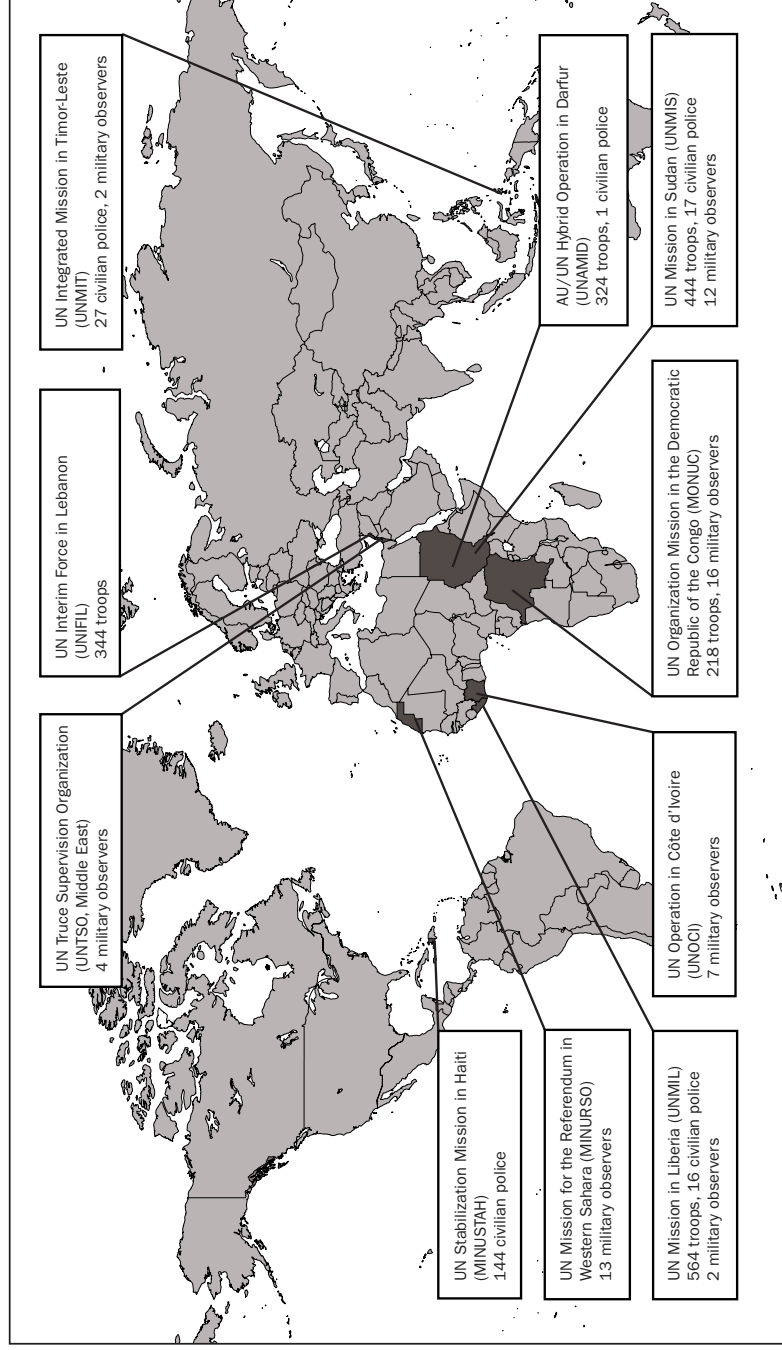 UN Truce Supervision Organization
(UNTSO, Middle East)
4 military observers
UN Interim Force in Lebanon
(UNIFIL)
344 troops
UN Integrated Mission in Timor-Leste
(UNMIT)
27 civilian police, 2 military observers
UN Stabilization Mission in Haiti
(MINUSTAH)
144 civilian police
UN Mission for the Referendum in
Western Sahara (MINURSO)
13 military observers
UN Mission in Liberia (UNMIL)
564 troops, 16 civilian police
2 military observers
UN Operation in Côte d'Ivoire
(UNOCI)
7 military observers
UN Organization Mission in the Democratic
Republic of the Congo (MONUC)
218 troops, 16 military observers
AU/UN Hybrid Operation in Darfur
(UNAMID)
324 troops, 1 civilian police
UN Mission in Sudan (UNMIS)
444 troops, 17 civilian police
12 military observers